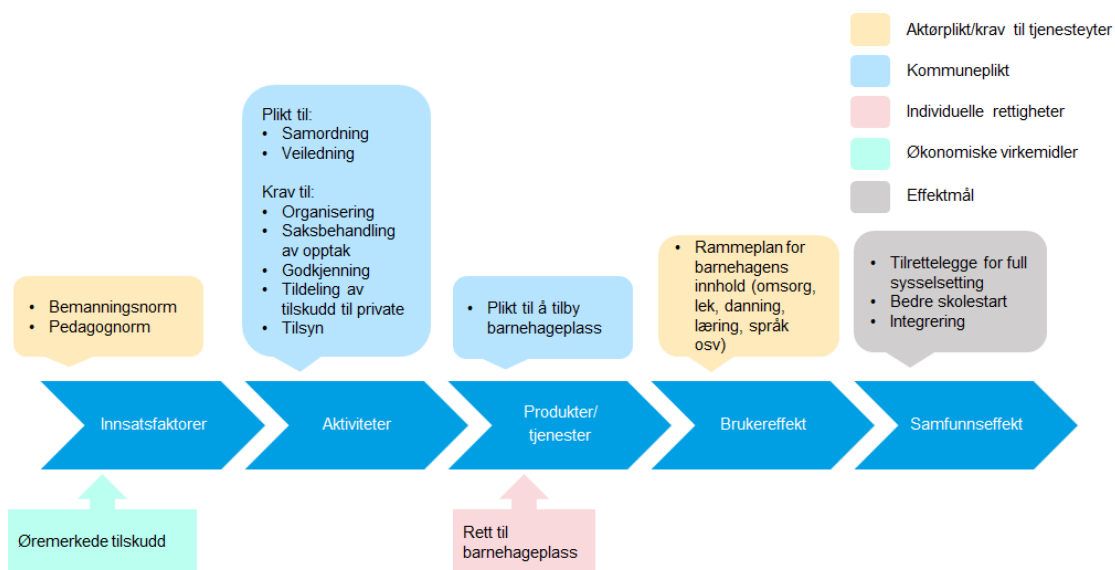 Aktørplikt/krav til tjenesteyter
Kommuneplikt
Individuelle rettigheter
Økonomiske virkemidler
Effektmål
• Bemanningsnorm
• Pedagognorm
Plikt til:
• Samordning
• Veiledning
Krav til:
• Organisering
• Saksbehandling
av opptak
• Godkjenning
• Tildeling av
tilskudd til private
• Tilsyn
• Plikt til å tilby
barnehageplass
• Rammeplan for
barnehagens
innhold (omsorg,
lek, danning,
læring, språk
osv)
• Tilrettelegge for full
sysselsetting
• Bedre skolestart
• Integrering
Innsatsfaktorer
Aktiviteter
Produkter/
tjenester
Brukereffekt
Samfunnseffekt
Øremerkede tilskudd
Rett til
barnehageplass